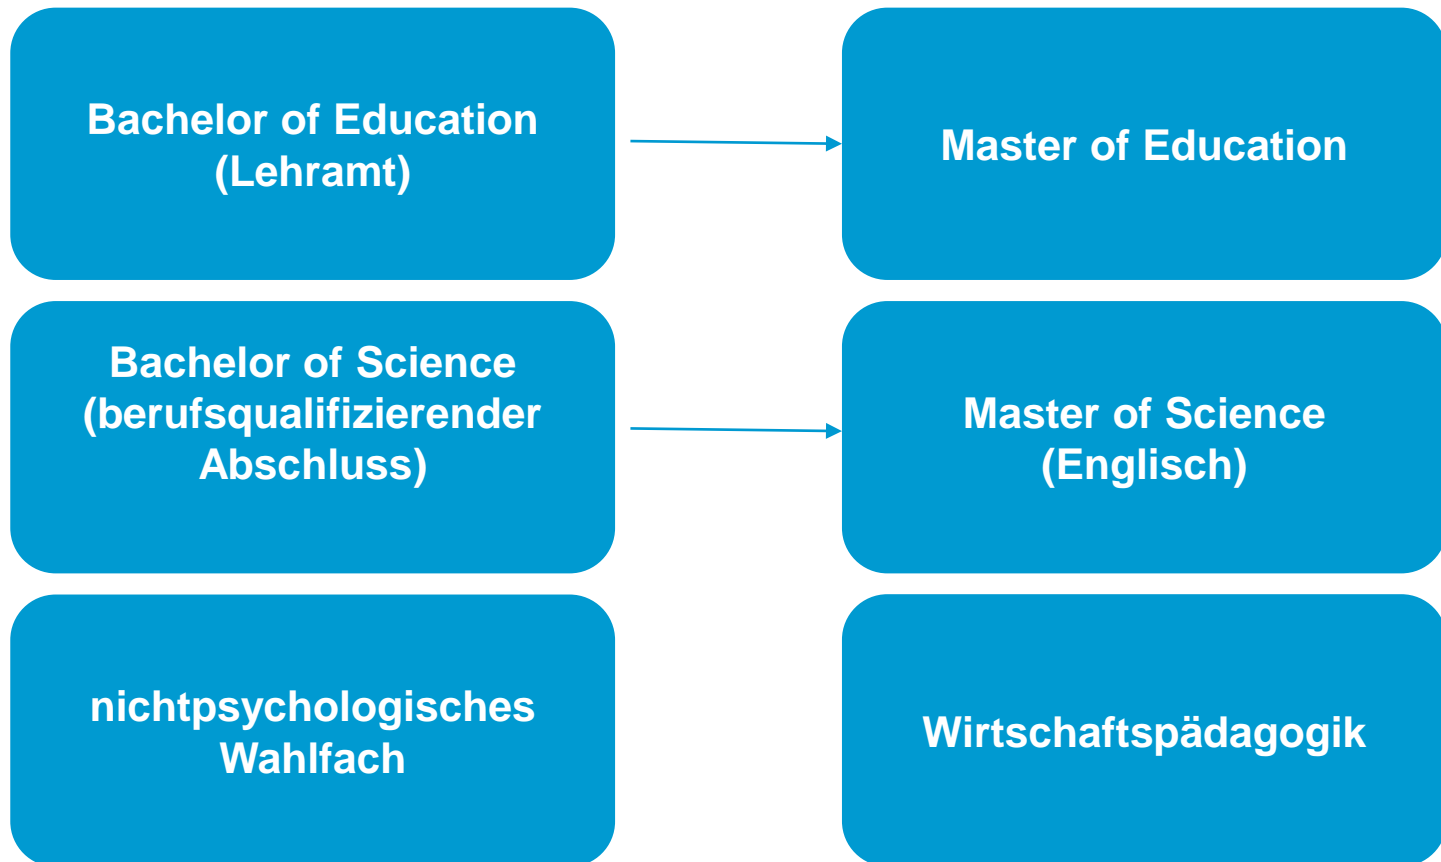 Bachelor of Education
(Lehramt)
Master of Education
Bachelor of Science
(berufsqualifizierender
Abschluss)
Master of Science
(Englisch)
nichtpsychologisches
Wahlfach
Wirtschaftspädagogik